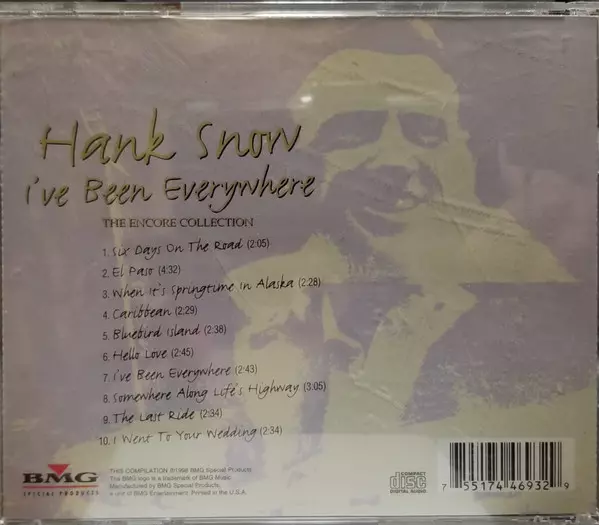 Hank Snow
i've Been Everywhere
THE ENCORE COLLECTION
1. Six Days On The Road (2:05)
2. El Paso (4:32)
3. When It's Springtime In Alaska (2:28)
4. Caribbean (2:29)
5. Bluebird Island (2:38)
6. Hello Love (2:45)
7. I've Been Everywhere (2:43)
8. Somewhere Along Life's Highway (3:05)
9. The Last Ride (2:34)
10. I Went To Your Wedding (2:34)
BMG
SPECIAL PRODUCTS
THIS COMPILATION ℗1998 BMG Special Products
The BMG logo is a trademark of BMG Music
Manufactured by BMG Special Products,
a unit of BMG Entertainment. Printed in the U.S.A.
COMPACT
disc
DIGITAL AUDIO
7 55174 46932 9